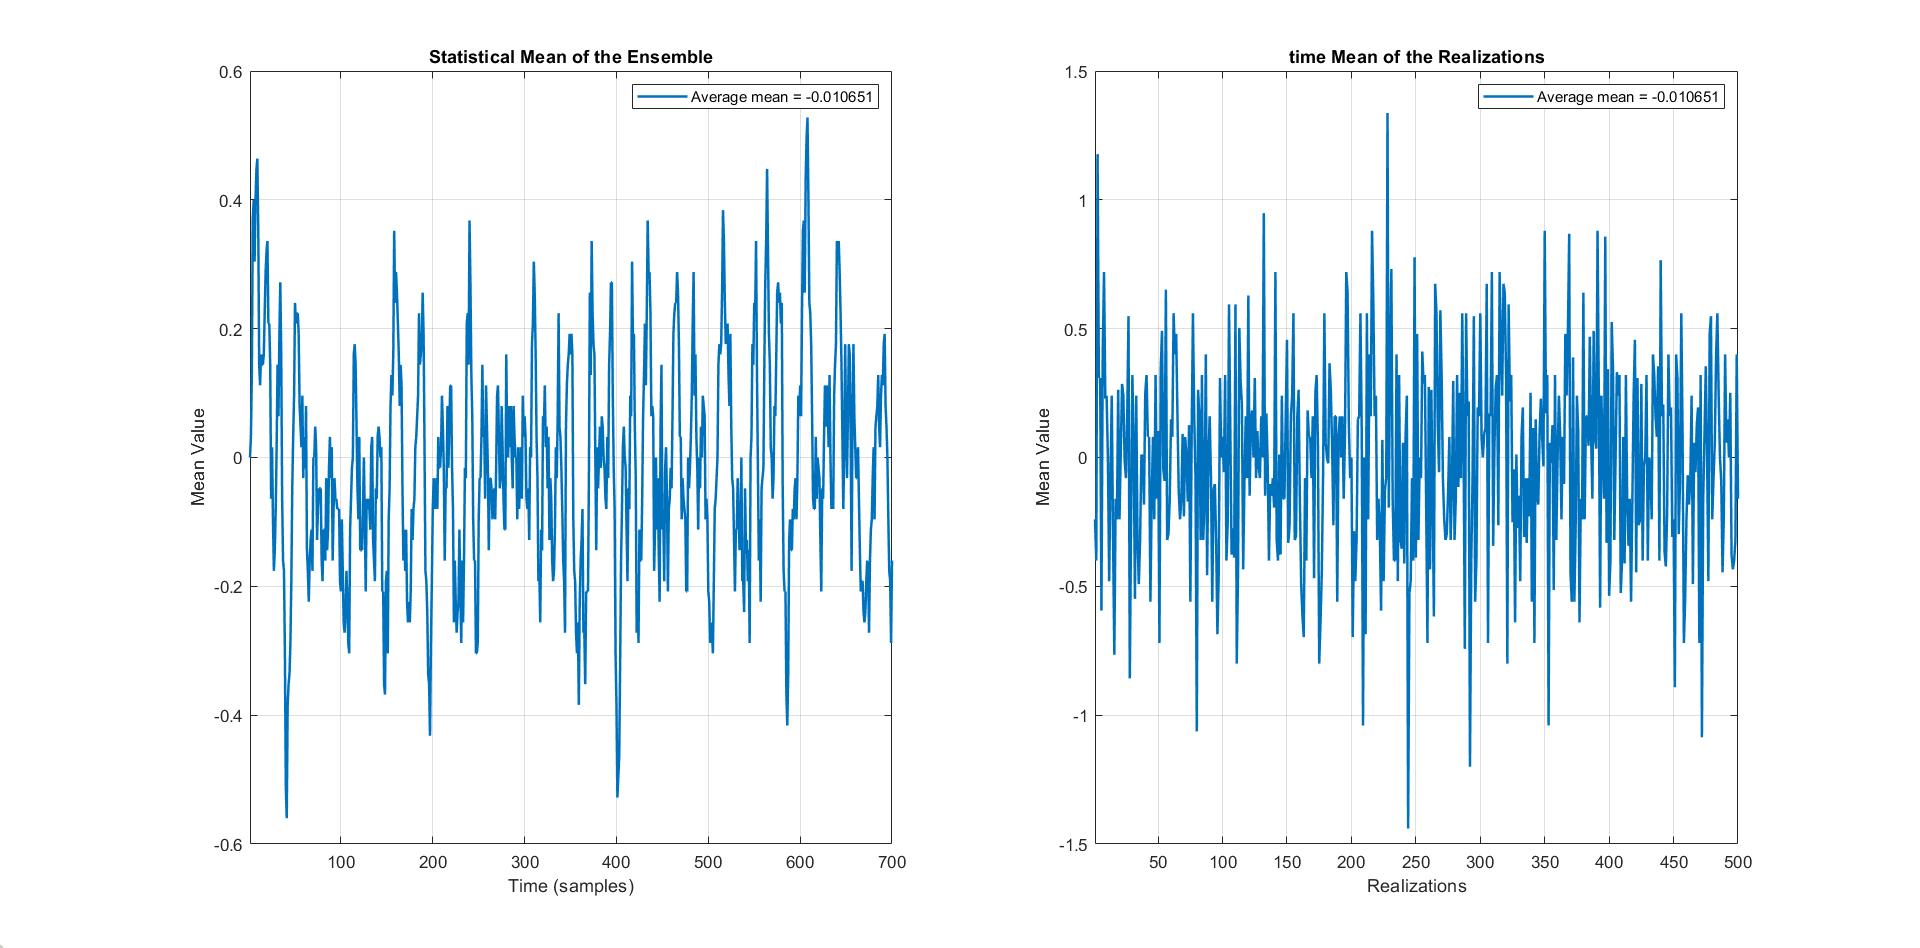 Statistical Mean of the Ensemble
Average mean = -0.010651
0.6
0.4
0.2
0
-0.2
-0.4
-0.6
Mean Value
100 200 300 400 500 600 700
Time (samples)
time Mean of the Realizations
Average mean = -0.010651
1.5
1
0.5
0
-0.5
-1
-1.5
Mean Value
50 100 150 200 250 300 350 400 450 500
Realizations